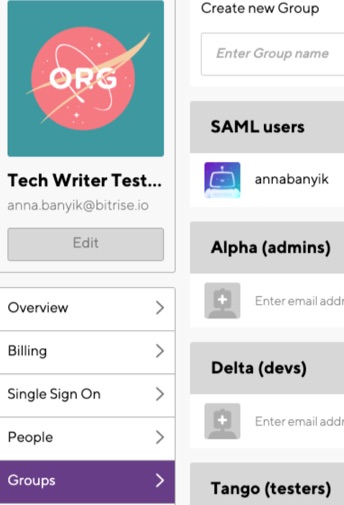 ORG
Tech Writer Test...
anna.banyik@bitrise.io
Edit
Overview
Billing
Single Sign On
People
Groups
Create new Group
Enter Group name
SAML users
annabanyik
Alpha (admins)
Enter email addr
Delta (devs)
Enter email addr
Tango (testers)